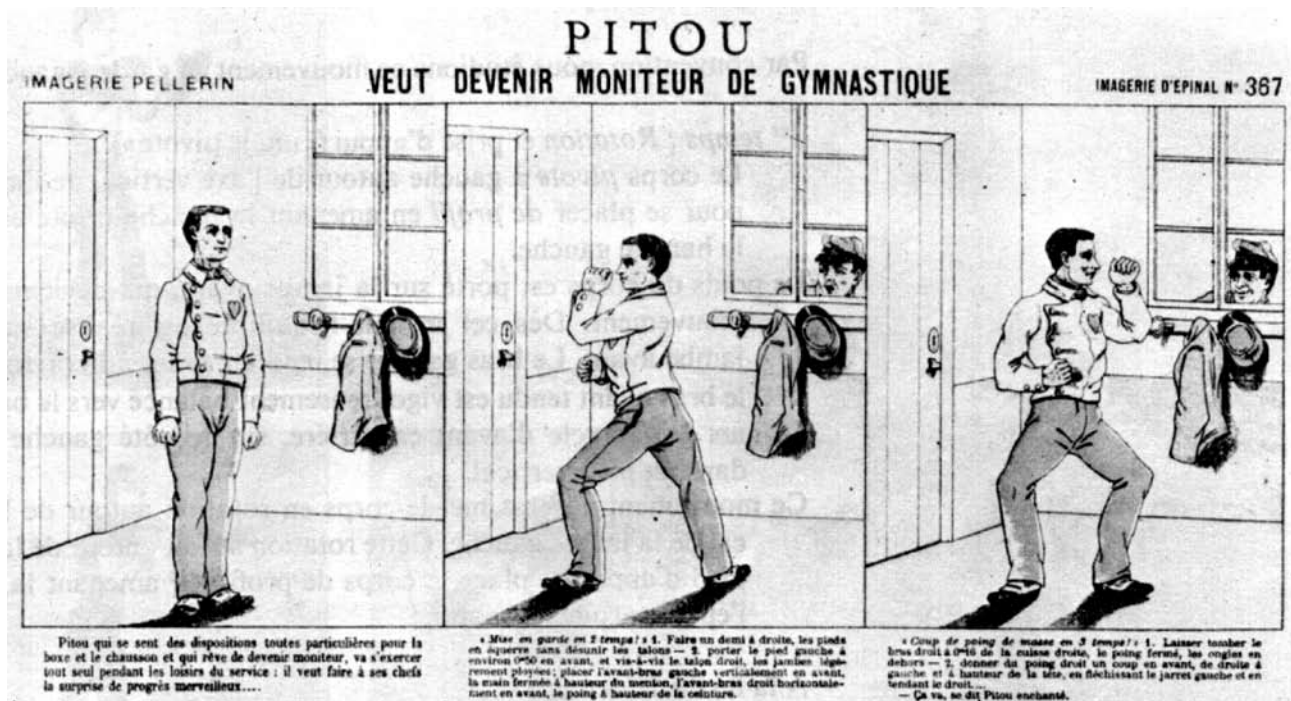 PITOU
IMAGERIE PELLERIN
VEUT DEVENIR MONITEUR DE GYMNASTIQUE
IMAGERIE D'EPINAL N° 367
Pitou qui se sent des dispositions toutes particulières pour la
boxe et le chausson et qui rêve de devenir moniteur, va s'exercer
tout seul pendant les loisirs du service : il veut faire à ses chefs
la surprise de progrès merveilleux....
« Mise en garde en 2 temps! » 1. Faire un demi à droite, les pieds
en équerre sans désunir les talons — 2. porter le pied gauche à
environ 0m50 en avant, et vis-à-vis le talon droit, les jambes légè-
rement ployées; placer l'avant-bras gauche verticalement en avant,
la main fermée à hauteur du menton, l'avant-bras droit horizontale-
ment en avant, le poing à hauteur de la ceinture.
« Coup de poing de masse en 3 temps! » 1. Laisser tomber le
bras droit à 0m10 de la cuisse droite, le poing fermé, les ongles en
dehors — 2. donner du poing droit un coup en avant, de droite à
gauche et à hauteur de la tête, en fléchissant le jarret gauche et en
tendant le droit....
— Ça va, se dit Pitou enchanté.